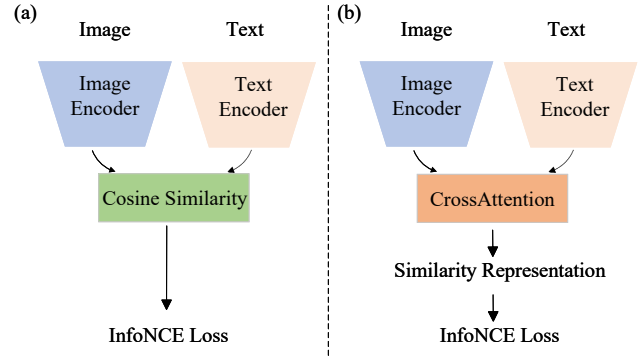 (a)
Image Text
Image
Encoder
Text
Encoder
Cosine Similarity
InfoNCE Loss
(b)
Image Text
Image
Encoder
Text
Encoder
CrossAttention
Similarity Representation
InfoNCE Loss